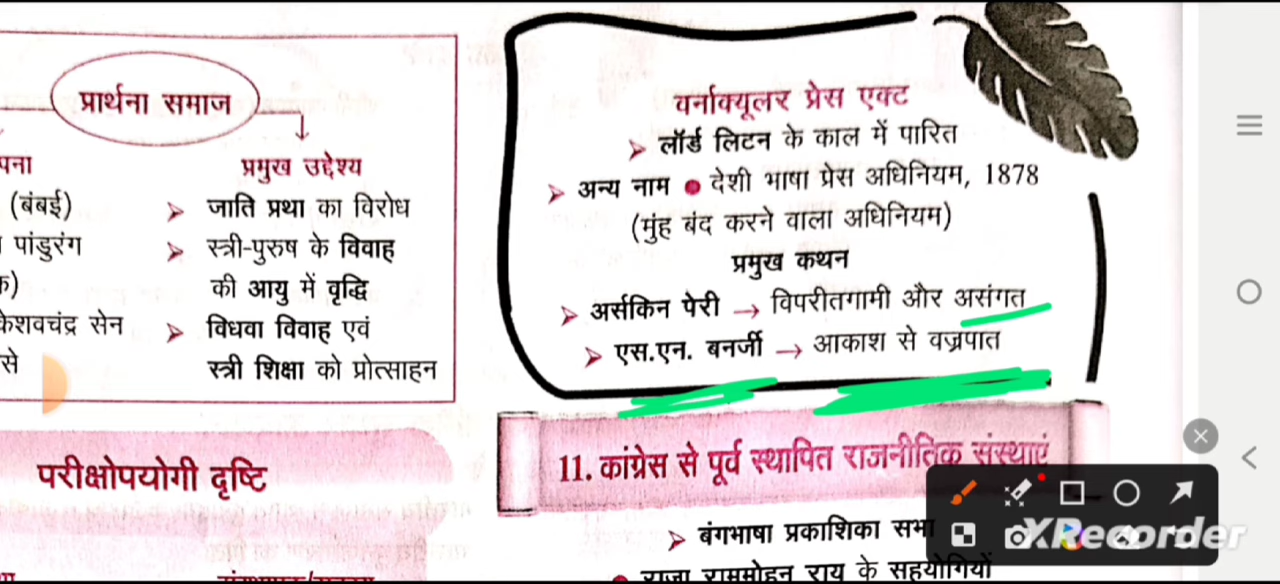 प्रार्थना समाज
पना
(बंबई)
पांडुरंग
क)
केशवचंद्र सेन
से
प्रमुख उद्देश्य
➤ जाति प्रथा का विरोध
➤ स्त्री-पुरुष के विवाह
की आयु में वृद्धि
➤ विधवा विवाह एवं
स्त्री शिक्षा को प्रोत्साहन
वर्नाक्यूलर प्रेस एक्ट
➤ लॉर्ड लिटन के काल में पारित
➤ अन्य नाम ● देशी भाषा प्रेस अधिनियम, 1878
(मुंह बंद करने वाला अधिनियम)
प्रमुख कथन
➤ अर्सकिन पेरी → विपरीतगामी और असंगत
➤ एस.एन. बनर्जी → आकाश से वज्रपात
परीक्षोपयोगी दृष्टि
11. कांग्रेस से पूर्व स्थापित राजनीतिक संस्थाएं
➤ बंगभाषा प्रकाशिका सभा
● राजा राममोहन राय के सहयोगियों
XRecorder